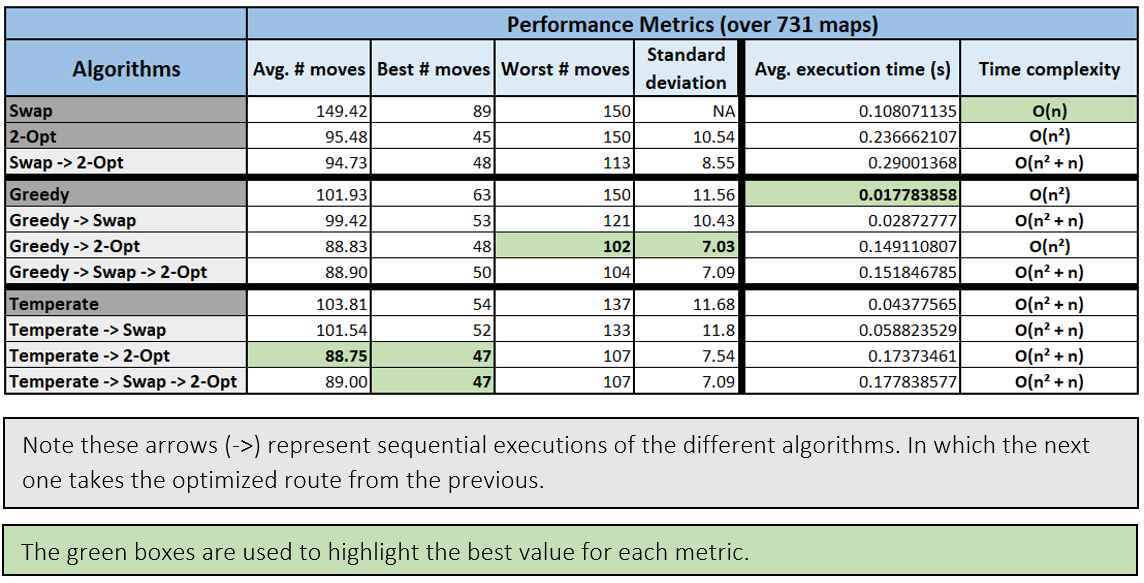 Performance Metrics (over 731 maps)
Algorithms Avg. # moves Best # moves Worst # moves Standard deviation Avg. execution time (s) Time complexity
Swap 149.42 89 150 NA 0.108071135 O(n)
2-Opt 95.48 45 150 10.54 0.236662107 O(n²)
Swap -> 2-Opt 94.73 48 113 8.55 0.29001368 O(n² + n)
Greedy 101.93 63 150 11.56 0.017783858 O(n²)
Greedy -> Swap 99.42 53 121 10.43 0.02872777 O(n² + n)
Greedy -> 2-Opt 88.83 48 102 7.03 0.149110807 O(n²)
Greedy -> Swap -> 2-Opt 88.90 50 104 7.09 0.151846785 O(n² + n)
Temperate 103.81 54 137 11.68 0.04377565 O(n² + n)
Temperate -> Swap 101.54 52 133 11.8 0.058823529 O(n² + n)
Temperate -> 2-Opt 88.75 47 107 7.54 0.17373461 O(n² + n)
Temperate -> Swap -> 2-Opt 89.00 47 107 7.09 0.177838577 O(n² + n)
Note these arrows (->) represent sequential executions of the different algorithms. In which the next
one takes the optimized route from the previous.
The green boxes are used to highlight the best value for each metric.